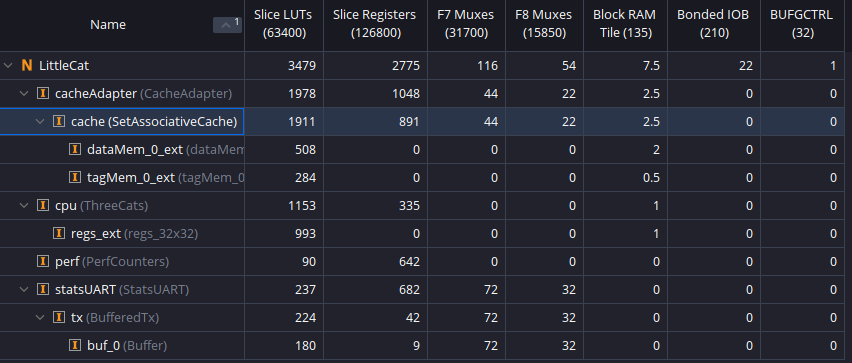 Name 1 Slice LUTs (63400) Slice Registers (126800) F7 Muxes (31700) F8 Muxes (15850) Block RAM Tile (135) Bonded IOB (210) BUFGCTRL (32)
N LittleCat 3479 2775 116 54 7.5 22 1
I cacheAdapter (CacheAdapter) 1978 1048 44 22 2.5 0 0
I cache (SetAssociativeCache) 1911 891 44 22 2.5 0 0
I dataMem_0_ext (dataMem 508 0 0 0 2 0 0
I tagMem_0_ext (tagMem_0 284 0 0 0 0.5 0 0
I cpu (ThreeCats) 1153 335 0 0 1 0 0
I regs_ext (regs_32x32) 993 0 0 0 1 0 0
I perf (PerfCounters) 90 642 0 0 0 0 0
I statsUART (StatsUART) 237 682 72 32 0 0 0
I tx (BufferedTx) 224 42 72 32 0 0 0
I buf_0 (Buffer) 180 9 72 32 0 0 0